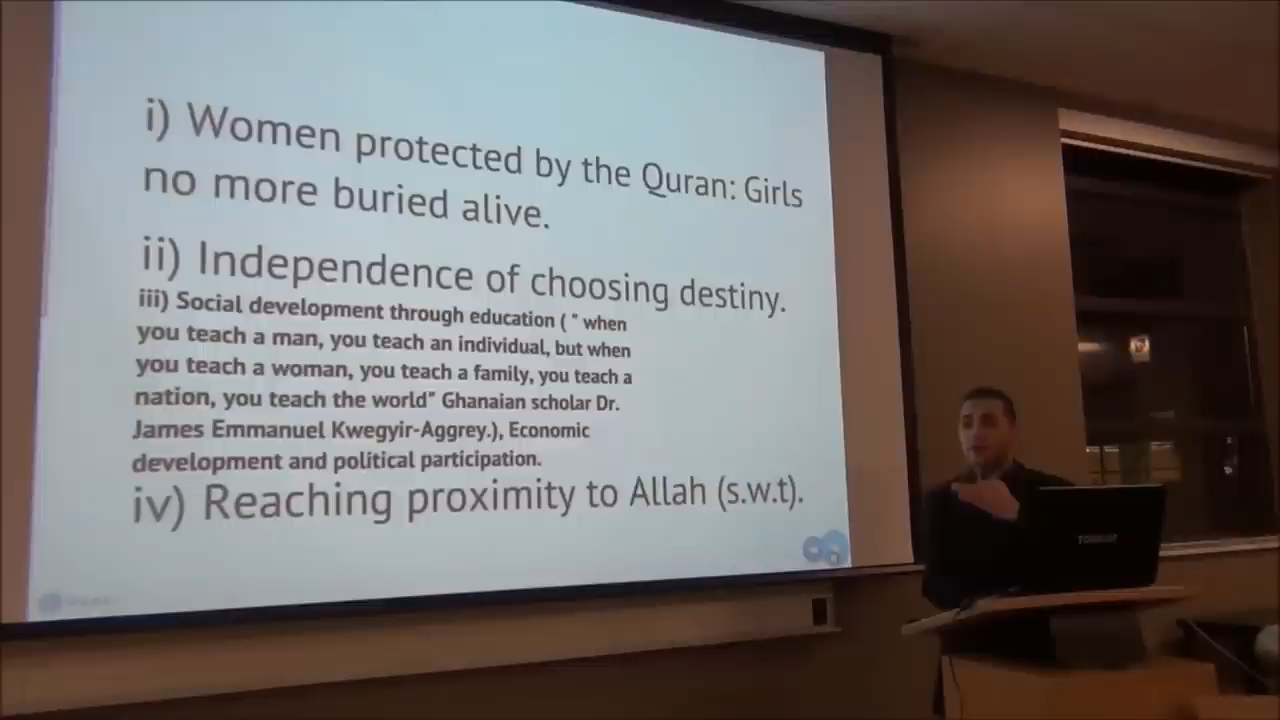 i) Women protected by the Quran: Girls
no more buried alive.
ii) Independence of choosing destiny.
iii) Social development through education ( " when
you teach a man, you teach an individual, but when
you teach a woman, you teach a family, you teach a
nation, you teach the world" Ghanaian scholar Dr.
James Emmanuel Kwegyir-Aggrey.), Economic
development and political participation.
iv) Reaching proximity to Allah (s.w.t).
TOSHIBA